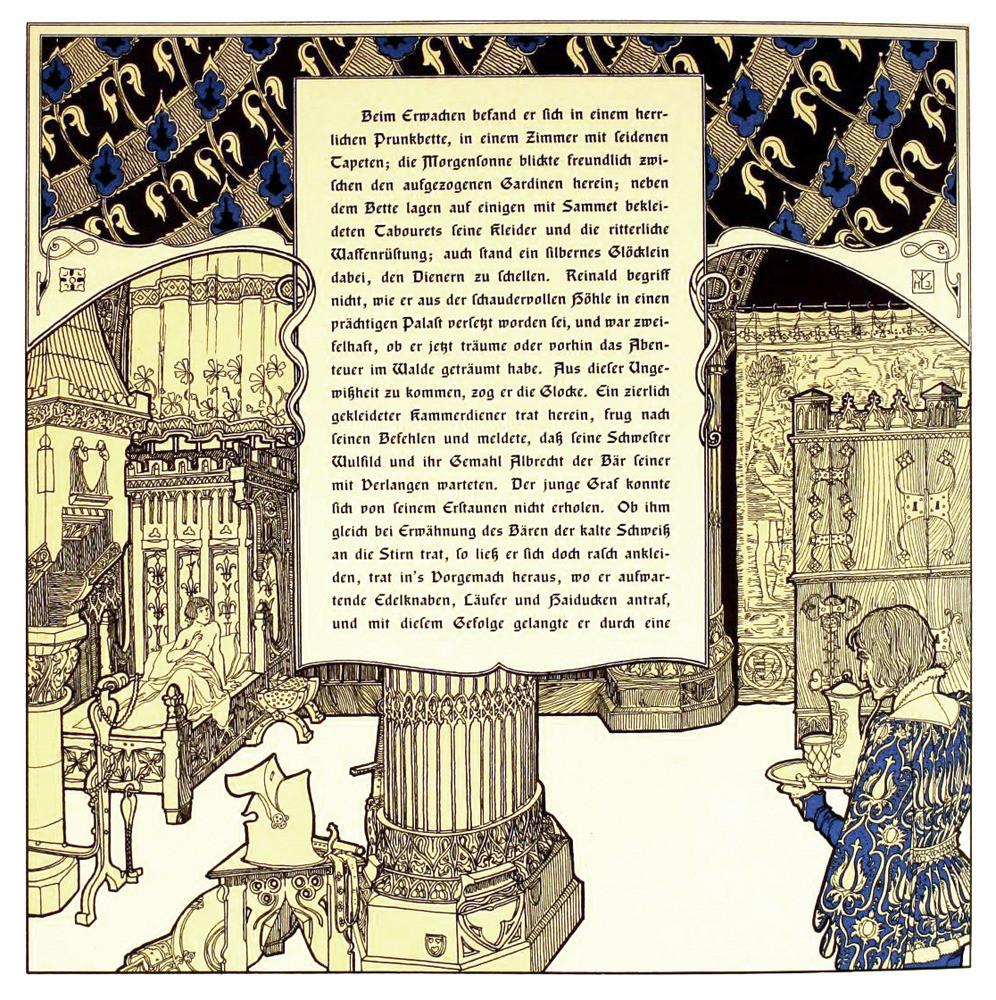 Beim Erwachen befand er sich in einem herr-
lichen Prunkbette, in einem Zimmer mit seidenen
Tapeten; die Morgensonne blickte freundlich zwi-
schen den aufgezogenen Gardinen herein; neben
dem Bette lagen auf einigen mit Sammet beklei-
deten Tabourets seine Kleider und die ritterliche
Waffenrüstung; auch stand ein silbernes Glöcklein
dabei, den Dienern zu schellen. Reinald begriff
nicht, wie er aus der schaudervollen Höhle in einen
prächtigen Palast versetzt worden sei, und war zwei-
felhaft, ob er jetzt träume oder vorhin das Aben-
teuer im Walde geträumt habe. Aus dieser Unge-
wißheit zu kommen, zog er die Glocke. Ein zierlich
gekleideter Kammerdiener trat herein, frug nach
seinen Befehlen und meldete, daß seine Schwester
Wulfild und ihr Gemahl Albrecht der Bär seiner
mit Verlangen warteten. Der junge Graf konnte
sich von seinem Erstaunen nicht erholen. Ob ihm
gleich bei Erwähnung des Bären der kalte Schweiß
an die Stirn trat, so ließ er sich doch rasch anklei-
den, trat in's Vorgemach heraus, wo er aufwar-
tende Edelknaben, Läufer und Haiducken antraf,
und mit diesem Gefolge gelangte er durch eine